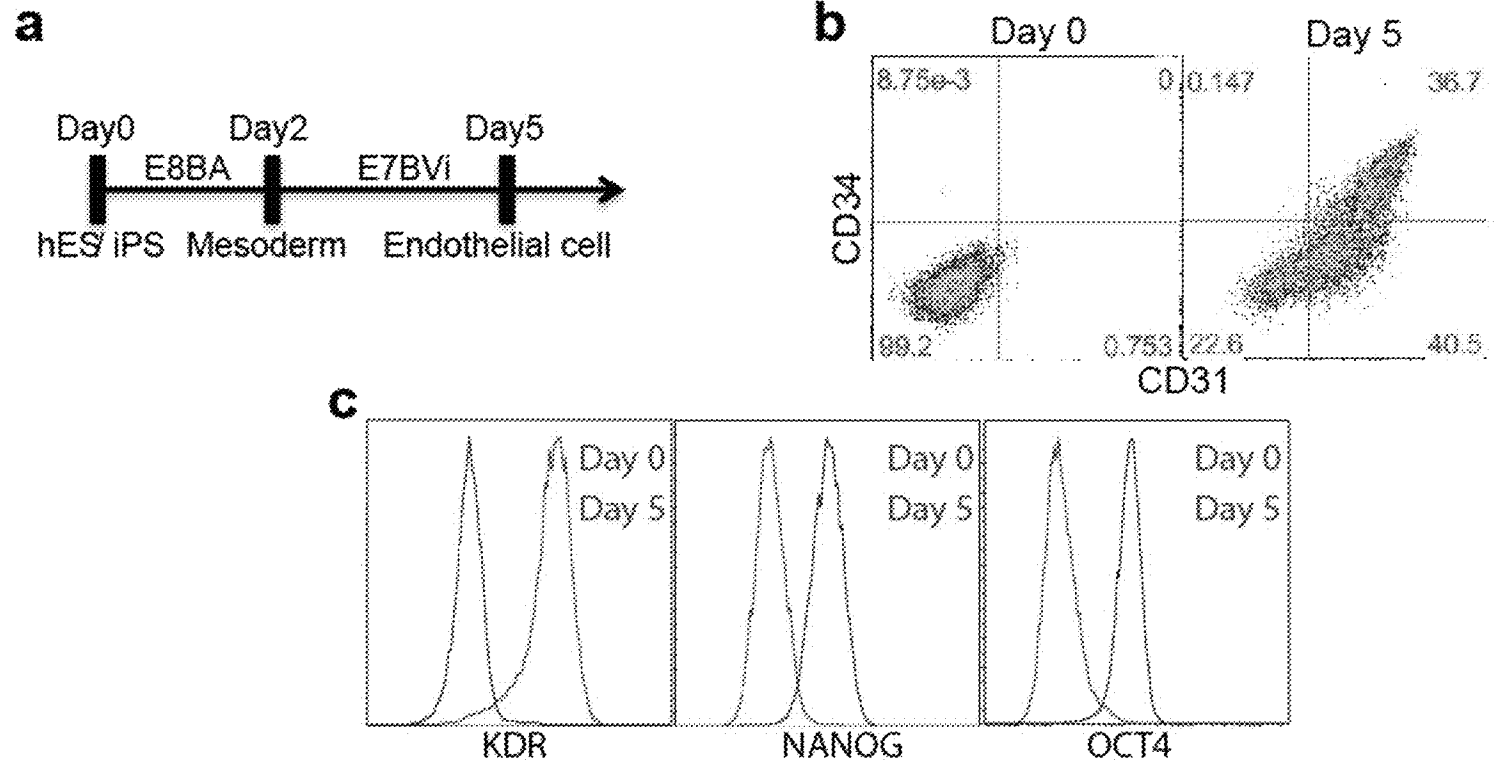 a
Day0 Day2 Day5
E8BA E7BVi
hES/ iPS Mesoderm Endothelial cell
b
Day 0 Day 5
8.75e-3 0 0.147 36.7
CD34
99.2 0.753 22.6 40.5
CD31
c
Day 0 Day 0 Day 0
Day 5 Day 5 Day 5
KDR NANOG OCT4